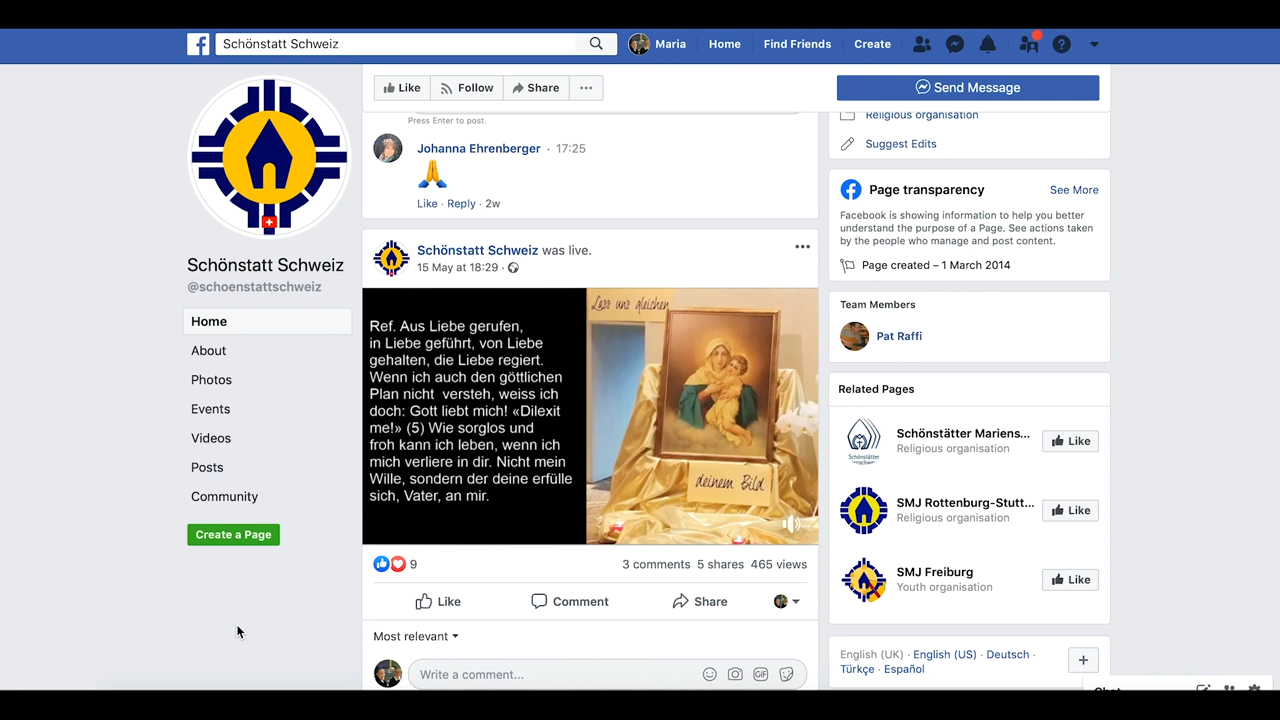 Schönstatt Schweiz
Maria
Home
Find Friends
Create
Like
Follow
Share
Send Message
Schönstatt Schweiz
@schoenstattschweiz
Home
About
Photos
Events
Videos
Posts
Community
Create a Page
Press Enter to post.
Johanna Ehrenberger · 17:25
Like · Reply · 2w
Schönstatt Schweiz was live.
15 May at 18:29 ·
Ref. Aus Liebe gerufen,
in Liebe geführt, von Liebe
gehalten, die Liebe regiert.
Wenn ich auch den göttlichen
Plan nicht versteh, weiss ich
doch: Gott liebt mich! «Dilexit
me!» (5) Wie sorglos und
froh kann ich leben, wenn ich
mich verliere in dir. Nicht mein
Wille, sondern der deine erfülle
sich, Vater, an mir.
Lass uns gleichen
deinem Bild
9
3 comments 5 shares 465 views
Like
Comment
Share
Most relevant
Write a comment...
GIF
Religious organisation
Suggest Edits
Page transparency
See More
Facebook is showing information to help you better
understand the purpose of a Page. See actions taken
by the people who manage and post content.
Page created – 1 March 2014
Team Members
Pat Raffi
Related Pages
Schönstätter Mariens...
Religious organisation
Like
SMJ Rottenburg-Stutt...
Religious organisation
Like
SMJ Freiburg
Youth organisation
Like
English (UK) · English (US) · Deutsch ·
Türkçe · Español
Chat